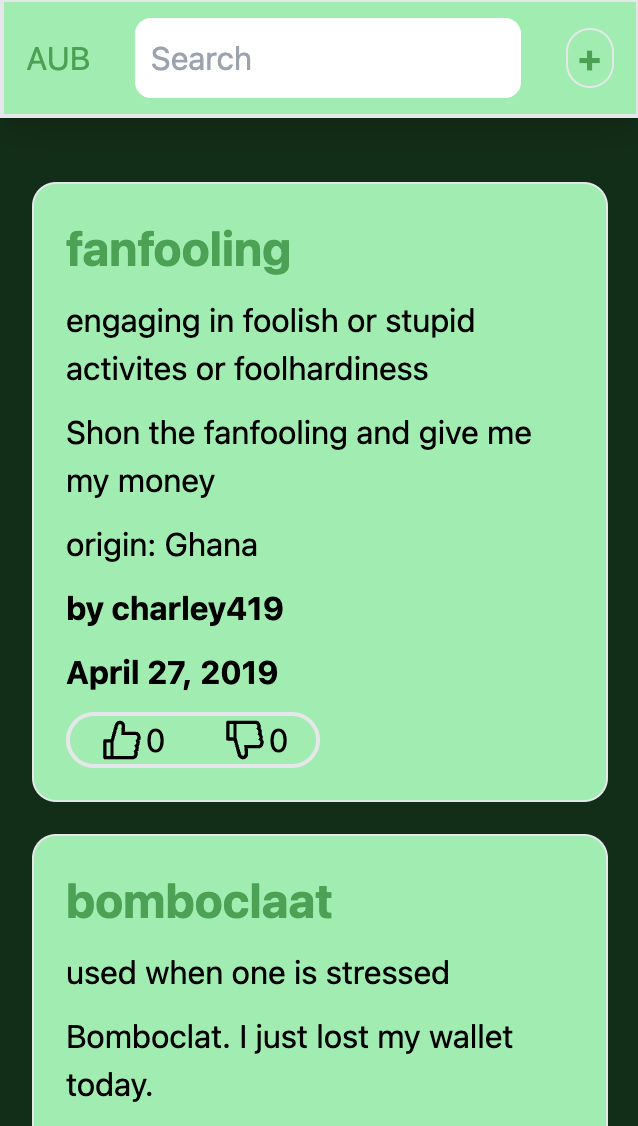 AUB Search +
fanfooling
engaging in foolish or stupid
activites or foolhardiness
Shon the fanfooling and give me
my money
origin: Ghana
by charley419
April 27, 2019
0 0
bomboclaat
used when one is stressed
Bomboclat. I just lost my wallet
today.